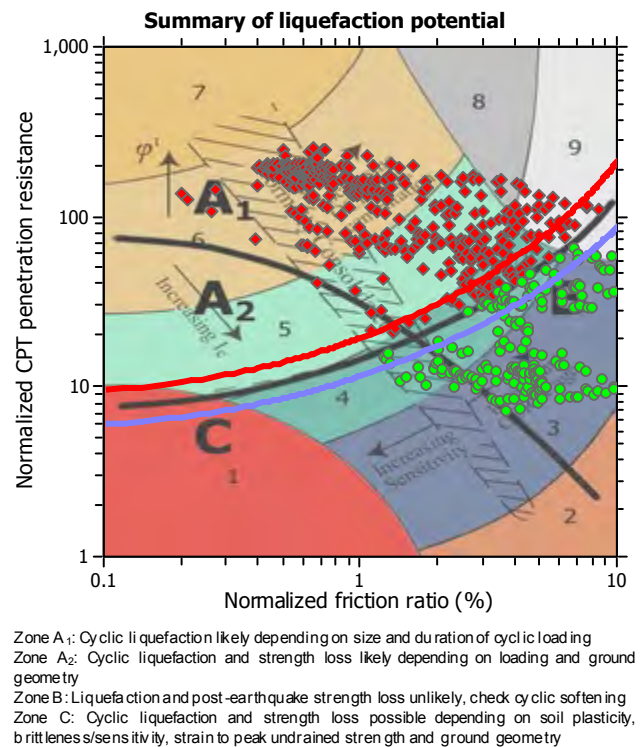 Summary of liquefaction potential
1,000
7
8
9
φ'
A1
100
6
A2
Increasing Ic
5
B
10
4
C
3
Increasing
Sensitivity
1
2
1
0.1
1
10
Normalized CPT penetration resistance
Normalized friction ratio (%)
Zone A1: Cyclic liquefaction likely depending on size and duration of cyclic loading
Zone A2: Cyclic liquefaction and strength loss likely depending on loading and ground
geometry
Zone B: Liquefaction and post-earthquake strength loss unlikely, check cyclic softening
Zone C: Cyclic liquefaction and strength loss possible depending on soil plasticity,
brittleness/sensitivity, strain to peak undrained strength and ground geometry